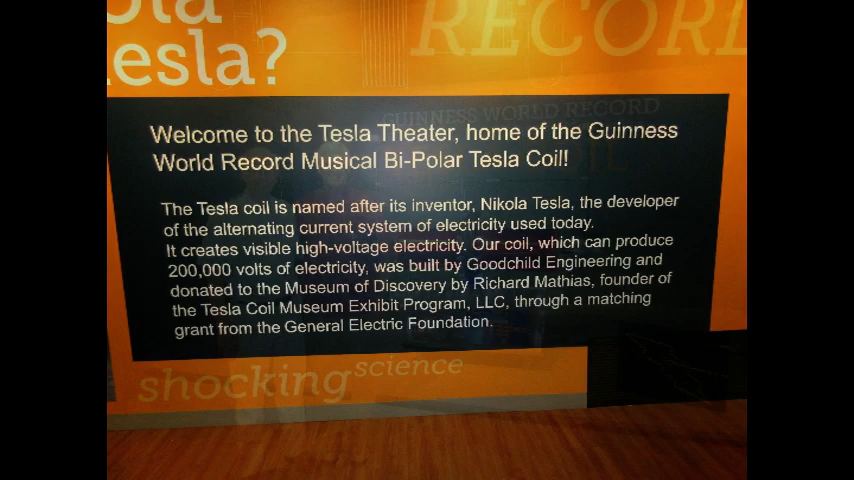 Tesla?
RECORD
GUINNESS WORLD RECORD
Welcome to the Tesla Theater, home of the Guinness
World Record Musical Bi-Polar Tesla Coil!
The Tesla coil is named after its inventor, Nikola Tesla, the developer
of the alternating current system of electricity used today.
It creates visible high-voltage electricity. Our coil, which can produce
200,000 volts of electricity, was built by Goodchild Engineering and
donated to the Museum of Discovery by Richard Mathias, founder of
the Tesla Coil Museum Exhibit Program, LLC, through a matching
grant from the General Electric Foundation.
shocking science